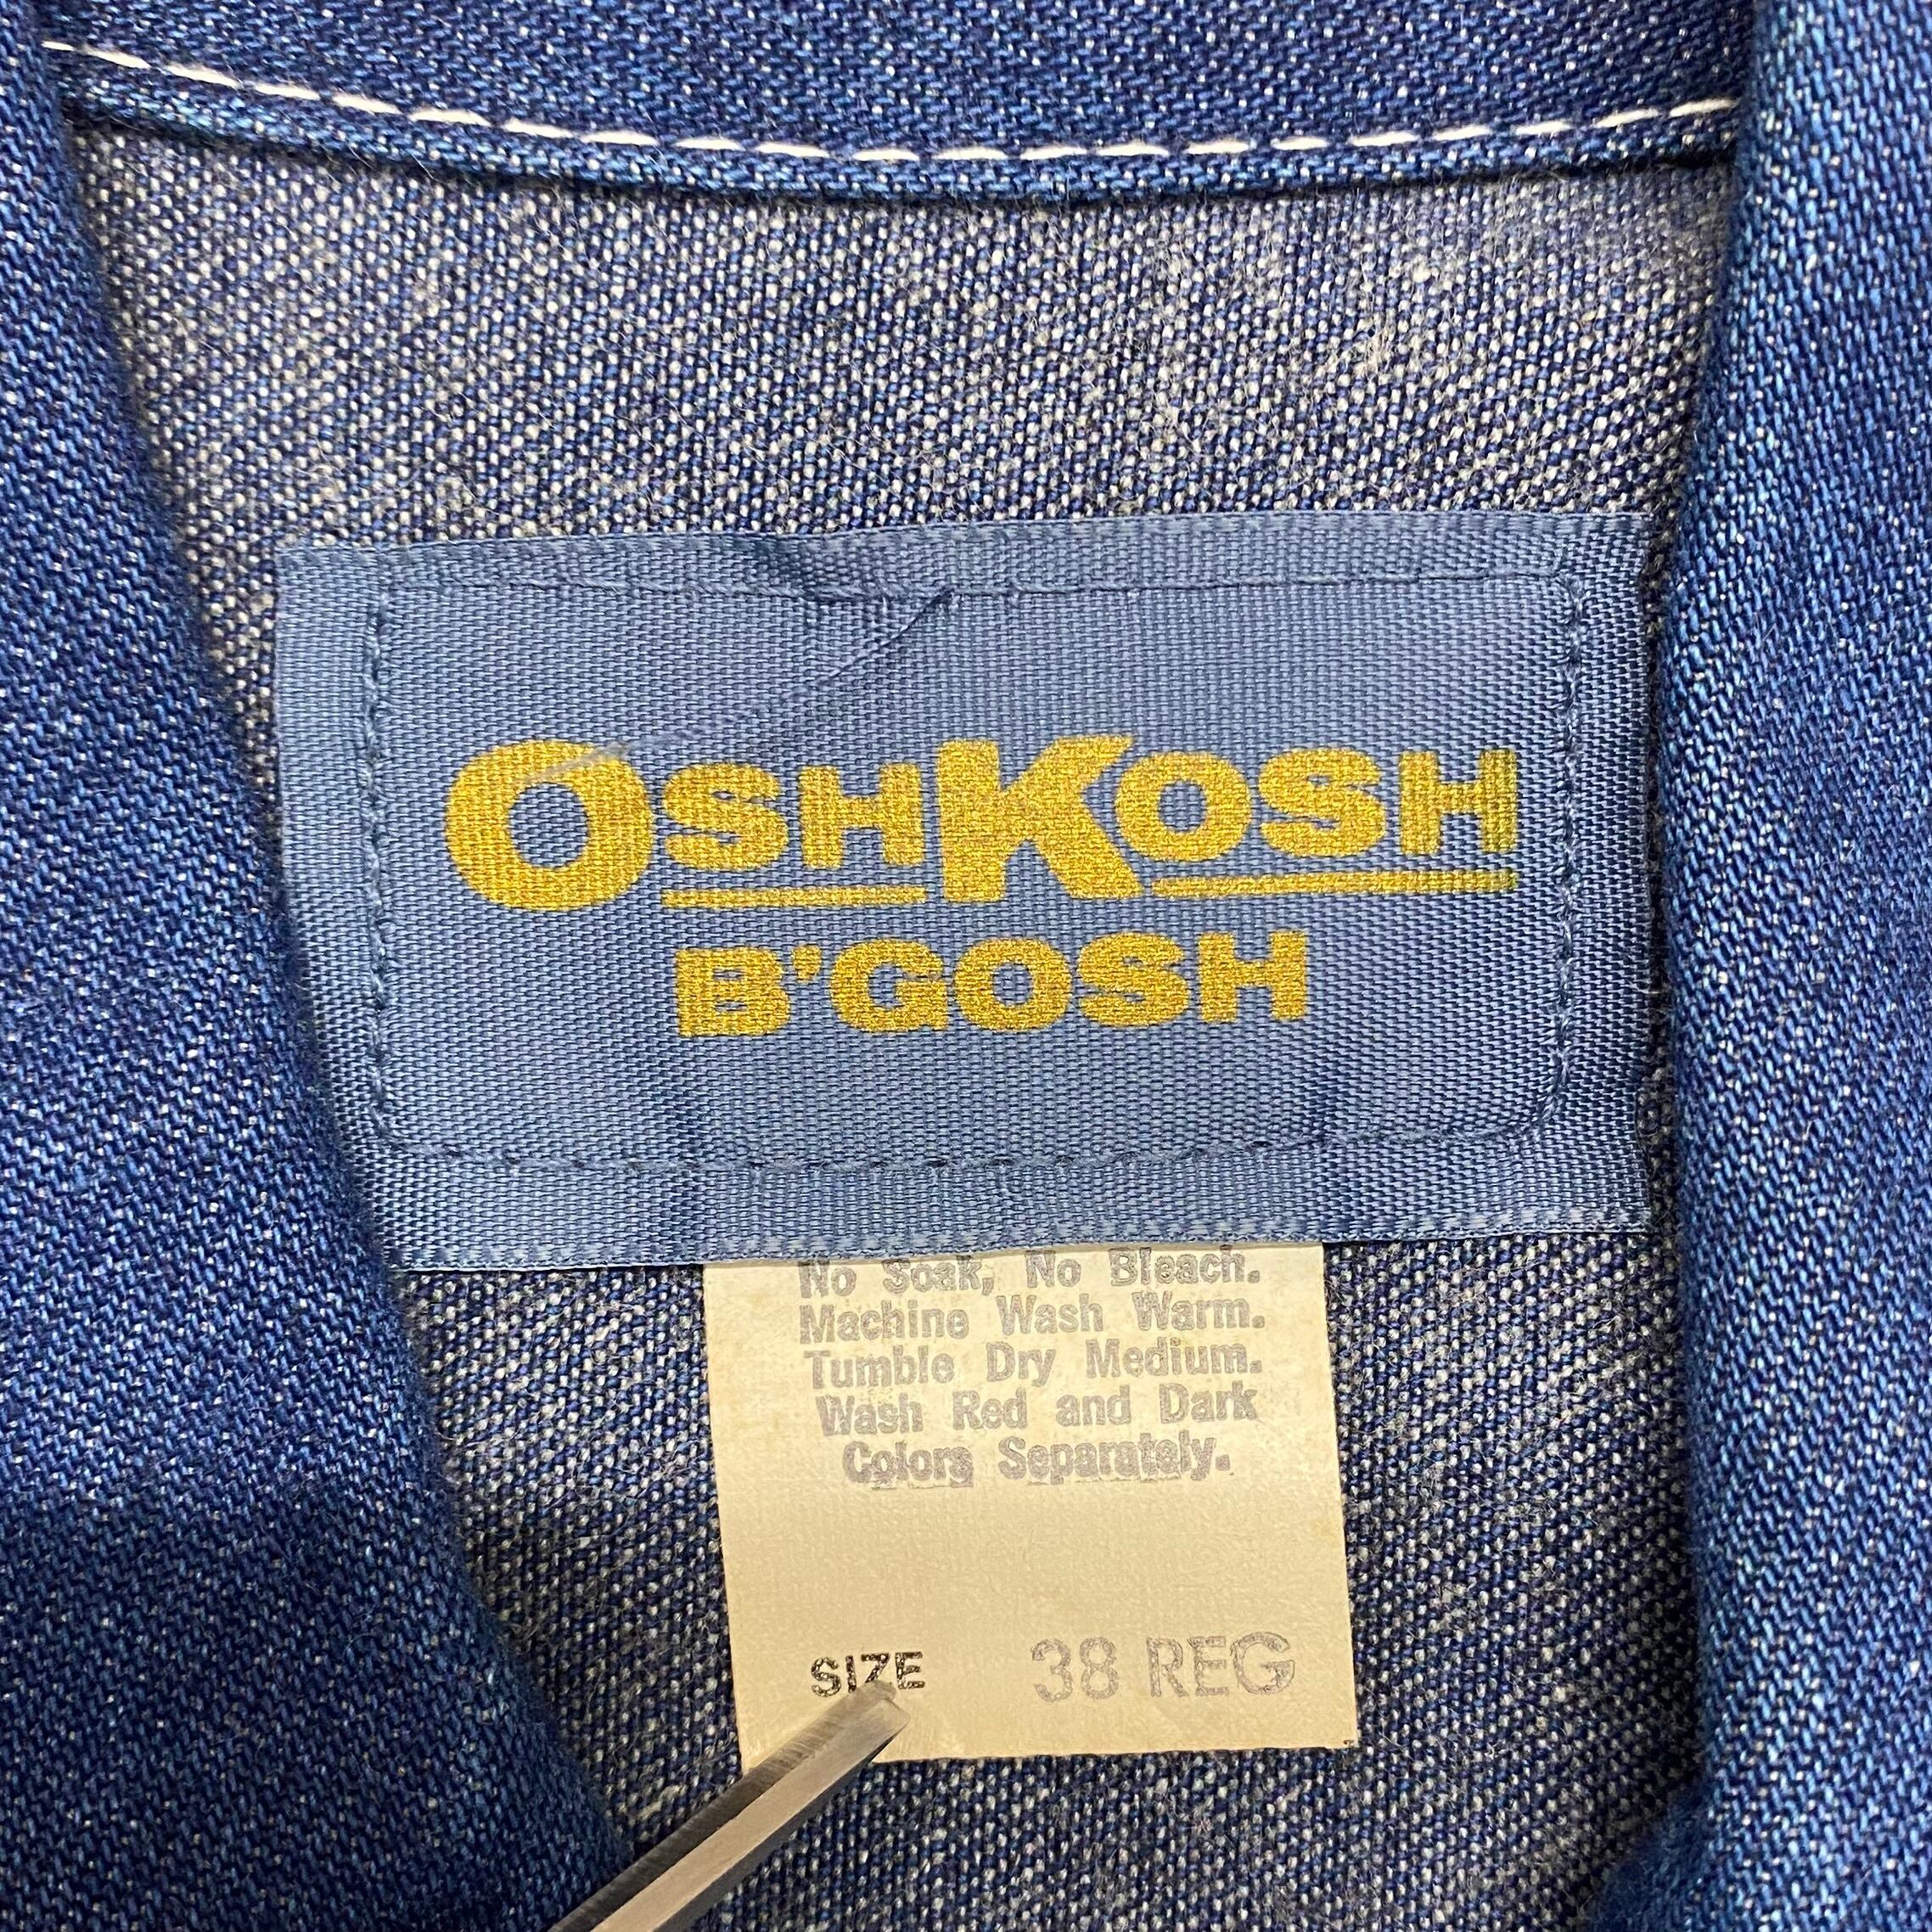 OSHKOSH
B'GOSH
No Soak, No Bleach.
Machine Wash Warm.
Tumble Dry Medium.
Wash Red and Dark
Colors Separately.
SIZE 38 REG